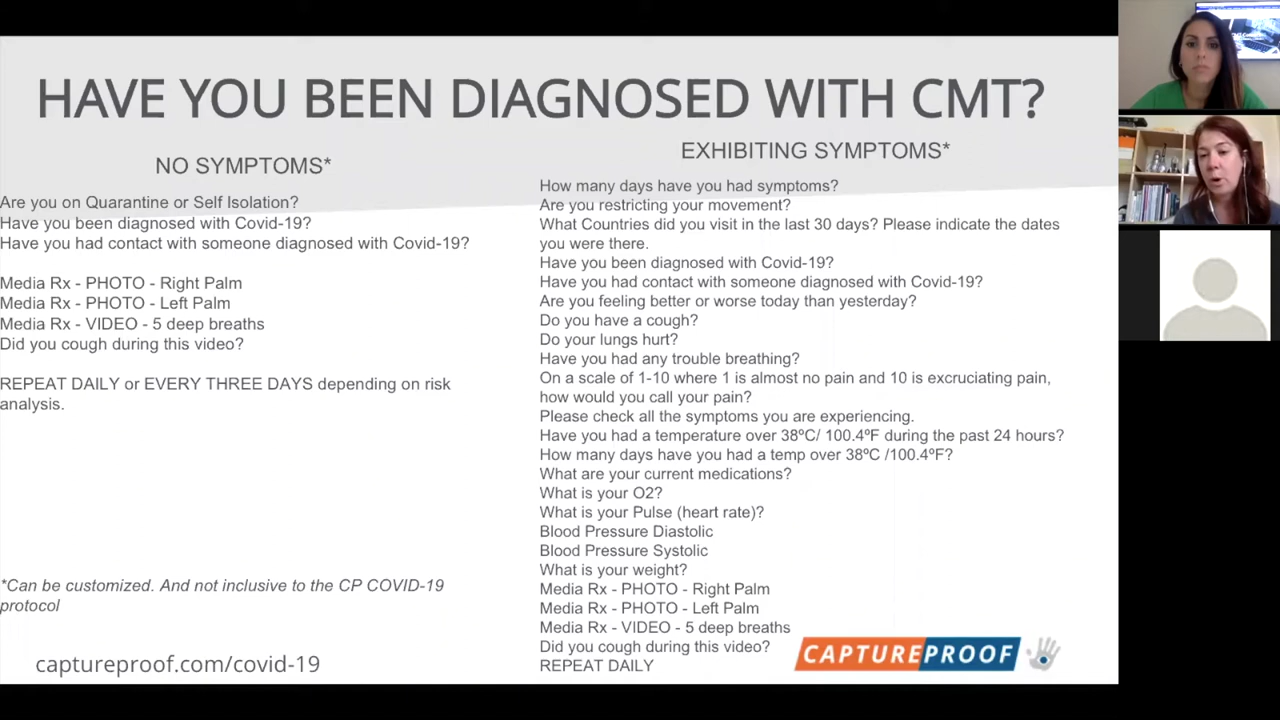 HAVE YOU BEEN DIAGNOSED WITH CMT?
NO SYMPTOMS*
Are you on Quarantine or Self Isolation?
Have you been diagnosed with Covid-19?
Have you had contact with someone diagnosed with Covid-19?
Media Rx - PHOTO - Right Palm
Media Rx - PHOTO - Left Palm
Media Rx - VIDEO - 5 deep breaths
Did you cough during this video?
REPEAT DAILY or EVERY THREE DAYS depending on risk
analysis.
*Can be customized. And not inclusive to the CP COVID-19
protocol
captureproof.com/covid-19
EXHIBITING SYMPTOMS*
How many days have you had symptoms?
Are you restricting your movement?
What Countries did you visit in the last 30 days? Please indicate the dates
you were there.
Have you been diagnosed with Covid-19?
Have you had contact with someone diagnosed with Covid-19?
Are you feeling better or worse today than yesterday?
Do you have a cough?
Do your lungs hurt?
Have you had any trouble breathing?
On a scale of 1-10 where 1 is almost no pain and 10 is excruciating pain,
how would you call your pain?
Please check all the symptoms you are experiencing.
Have you had a temperature over 38ºC/ 100.4ºF during the past 24 hours?
How many days have you had a temp over 38ºC /100.4ºF?
What are your current medications?
What is your O2?
What is your Pulse (heart rate)?
Blood Pressure Diastolic
Blood Pressure Systolic
What is your weight?
Media Rx - PHOTO - Right Palm
Media Rx - PHOTO - Left Palm
Media Rx - VIDEO - 5 deep breaths
Did you cough during this video?
REPEAT DAILY
CAPTUREPROOF